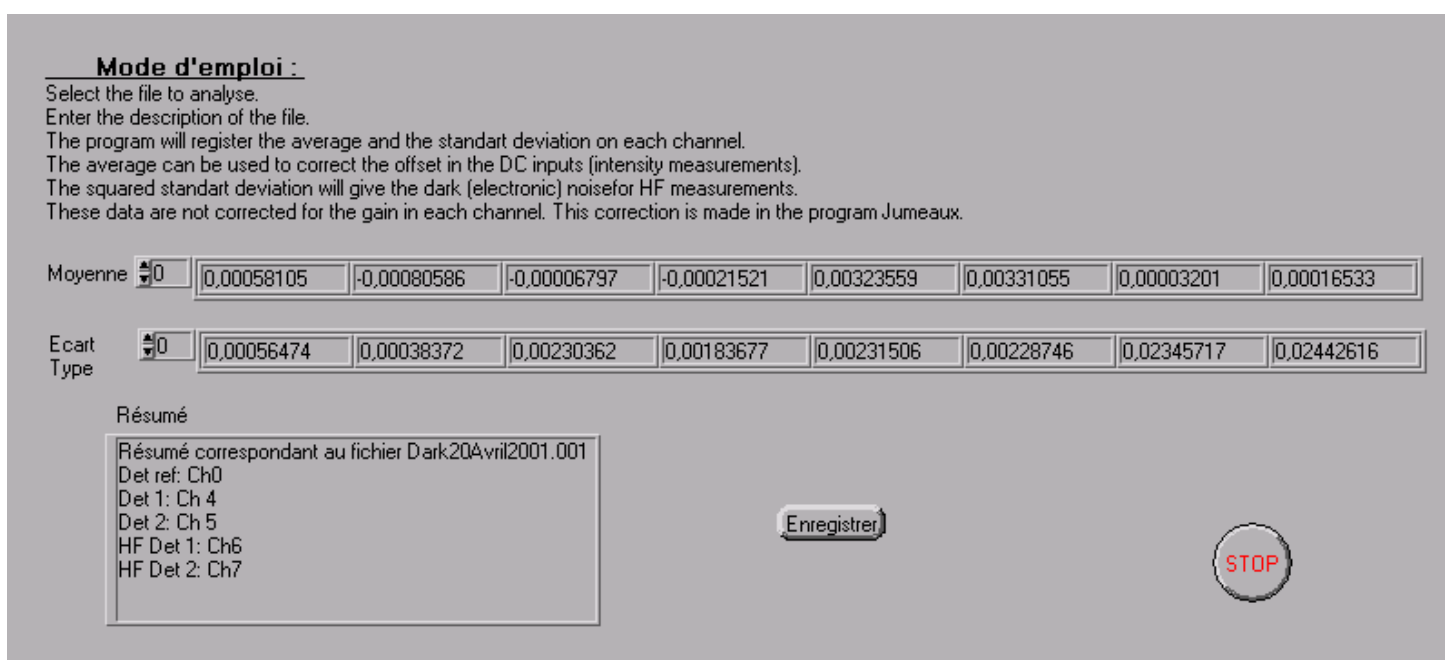 Mode d'emploi :
Select the file to analyse.
Enter the description of the file.
The program will register the average and the standart deviation on each channel.
The average can be used to correct the offset in the DC inputs (intensity measurements).
The squared standart deviation will give the dark (electronic) noisefor HF measurements.
These data are not corrected for the gain in each channel. This correction is made in the program Jumeaux.
Moyenne 0 0,00058105 -0,00080586 -0,00006797 -0,00021521 0,00323559 0,00331055 0,00003201 0,00016533
Ecart Type 0 0,00056474 0,00038372 0,00230362 0,00183677 0,00231506 0,00228746 0,02345717 0,02442616
Résumé
Résumé correspondant au fichier Dark20Avril2001.001
Det ref: Ch0
Det 1: Ch 4
Det 2: Ch 5
HF Det 1: Ch6
HF Det 2: Ch7
Enregistrer
STOP